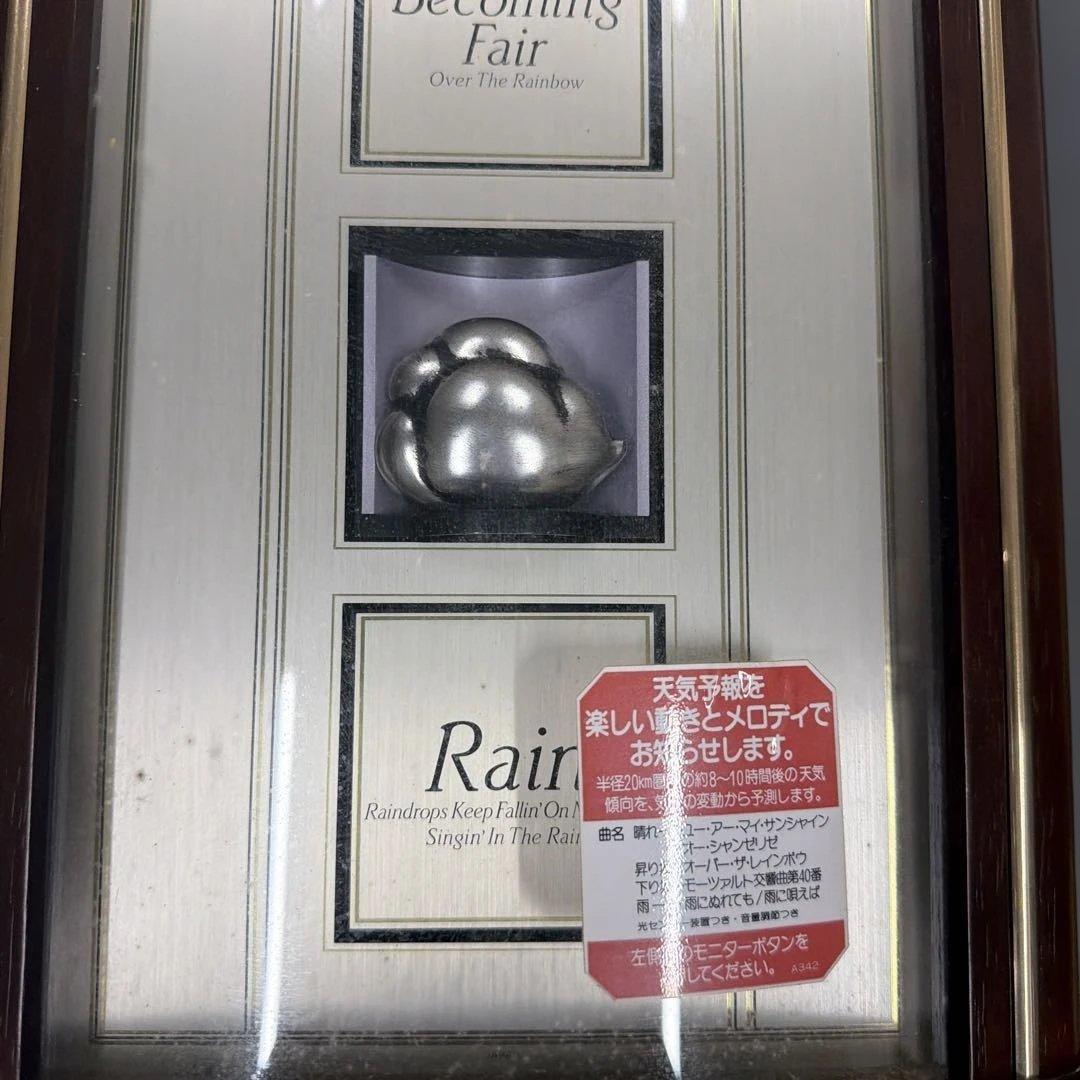 Becoming
Fair
Over The Rainbow
Rain
Raindrops Keep Fallin' On
Singin' In The Rain
天気予報を
楽しい動きとメロディで
お知らせします。
半径20km圏 の約8〜10時間後の天気
傾向を、気 の変動から予測します。
曲名 晴れ ユー・アー・マイ・サンシャイン
オー・シャンゼリゼ
昇り オーバー・ザ・レインボウ
下り モーツァルト交響曲第40番
雨 雨にぬれても/雨に唄えば
光セン 装置つき・音量調節つき
左側 のモニターボタンを
してください。 A342